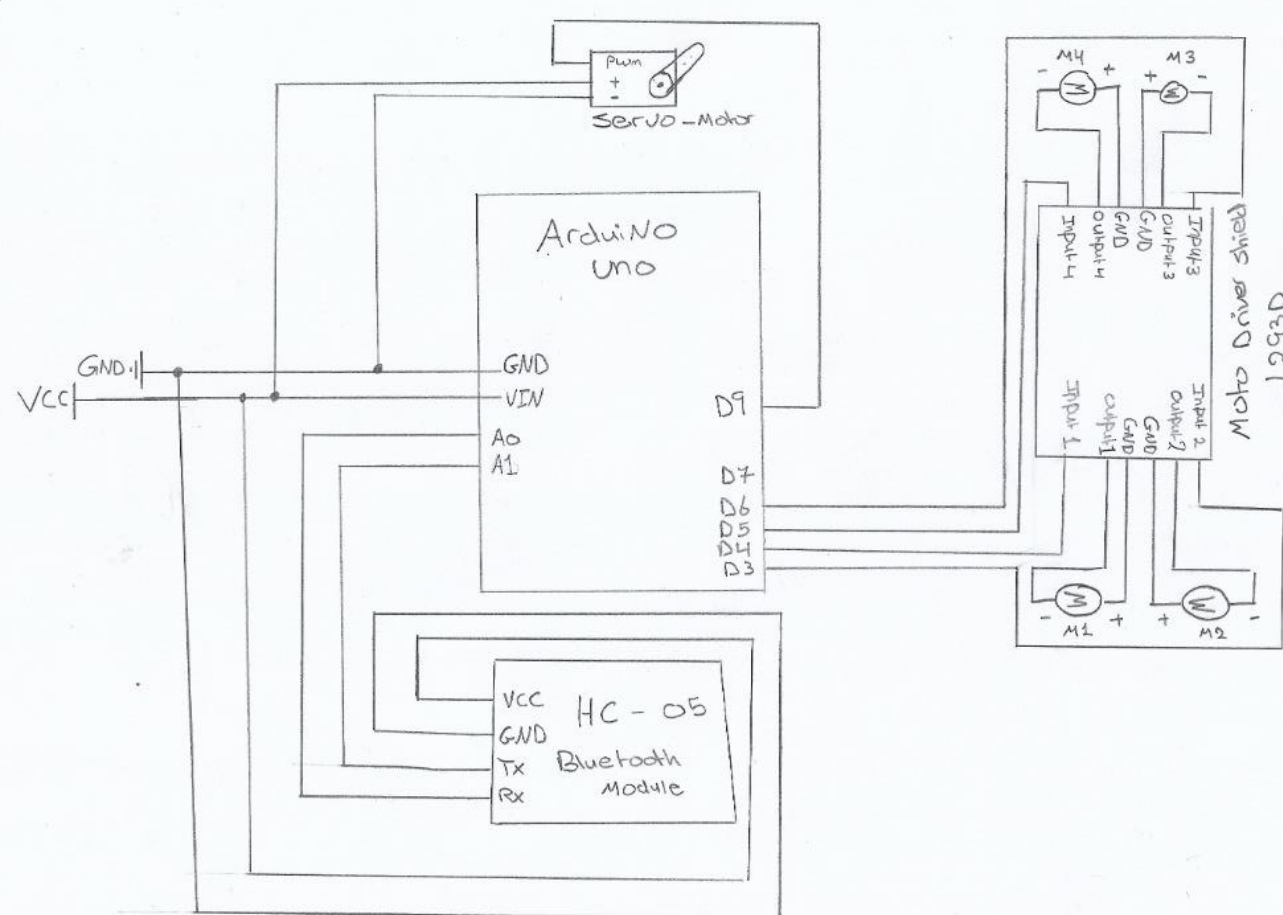 Pwm
+
-
Servo-Motor
Arduino
uno
GND
VCC
GND
VIN
A0
A1
D9
D7
D6
D5
D4
D3
VCC
GND
Tx
Rx
HC-05
Bluetooth
Module
M4
- +
M
M3
+ -
M
Input 4
output 4
GND
GND
output 3
Input 3
Input 1
output 1
GND
GND
output 2
Input 2
Motor Driver Shield
L293D
M
- +
M1
M
+ -
M2